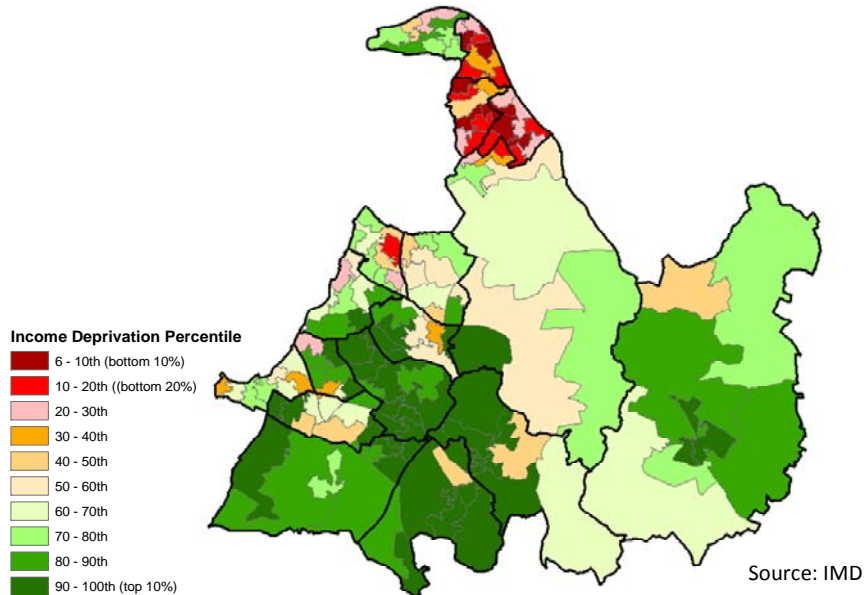 Income Deprivation Percentile
6 - 10th (bottom 10%)
10 - 20th ((bottom 20%)
20 - 30th
30 - 40th
40 - 50th
50 - 60th
60 - 70th
70 - 80th
80 - 90th
90 - 100th (top 10%)
Source: IMD